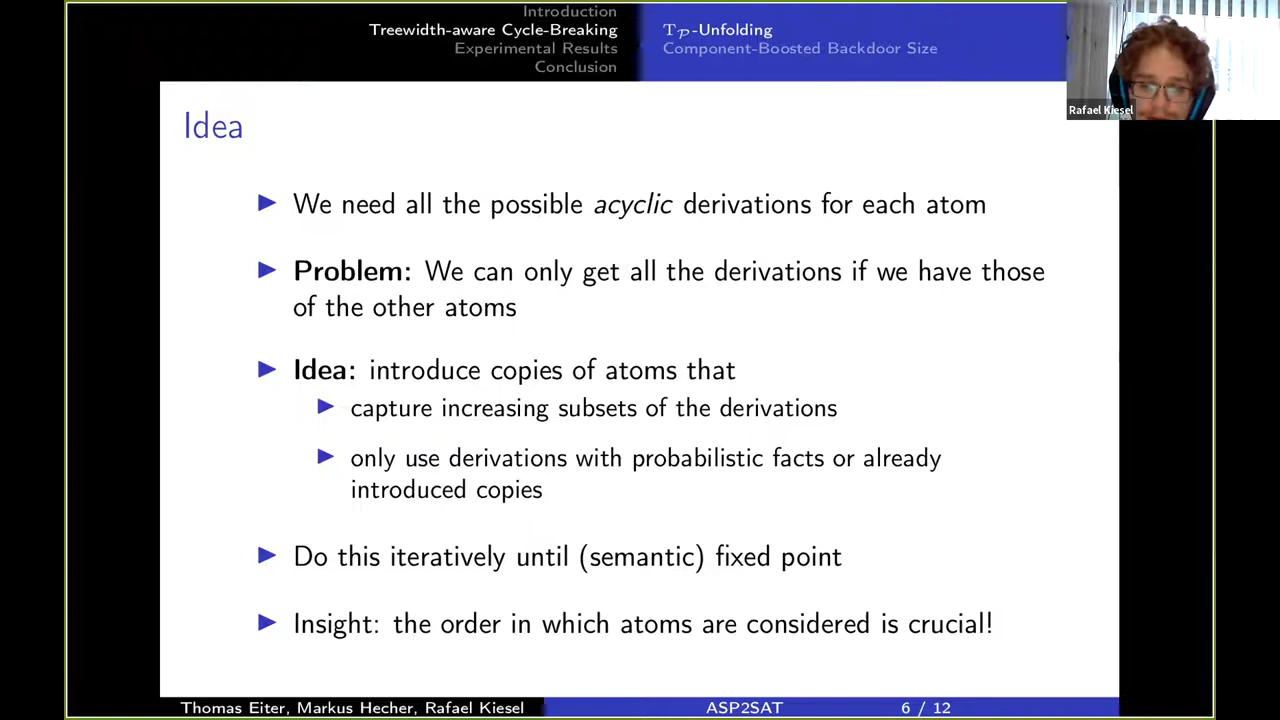 Introduction
Treewidth-aware Cycle-Breaking
Experimental Results
Conclusion
T𝒫-Unfolding
Component-Boosted Backdoor Size
Rafael Kiesel
Idea
We need all the possible acyclic derivations for each atom
Problem: We can only get all the derivations if we have those
of the other atoms
Idea: introduce copies of atoms that
capture increasing subsets of the derivations
only use derivations with probabilistic facts or already
introduced copies
Do this iteratively until (semantic) fixed point
Insight: the order in which atoms are considered is crucial!
Thomas Eiter, Markus Hecher, Rafael Kiesel
ASP2SAT
6 / 12